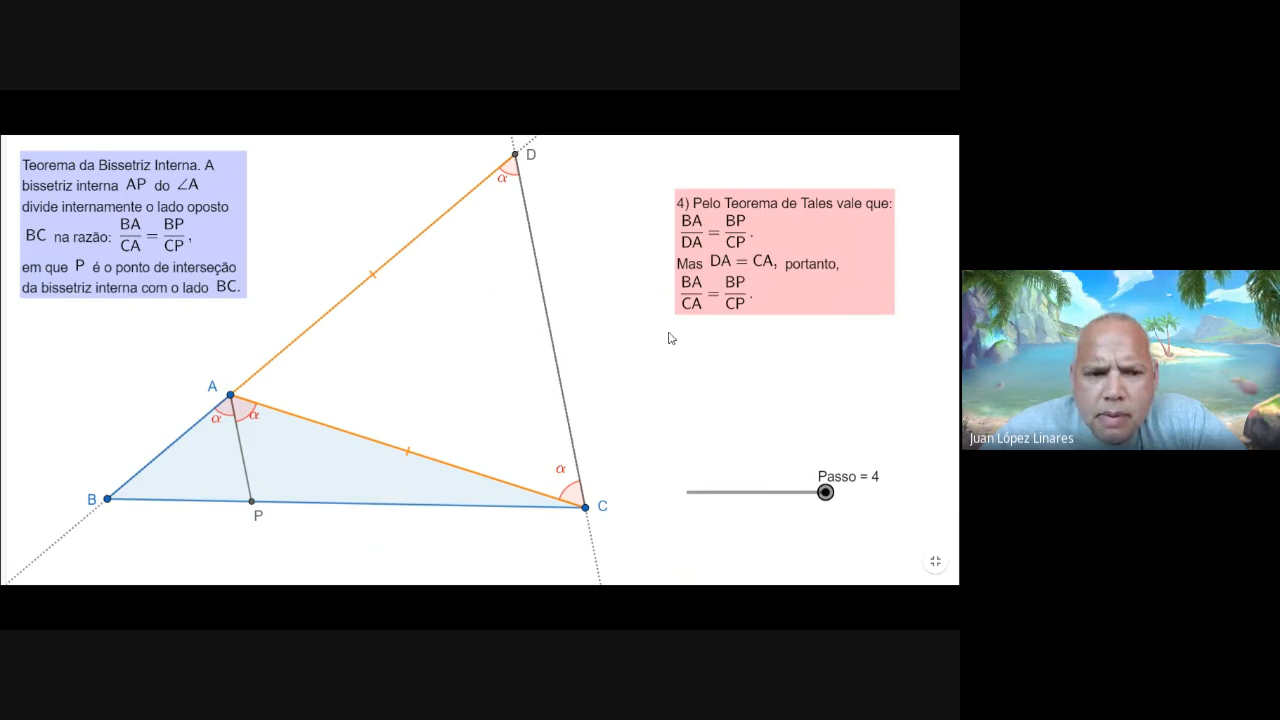 Teorema da Bissetriz Interna. A
bissetriz interna AP do ∠A
divide internamente o lado oposto
BC na razão: BA/CA = BP/CP,
em que P é o ponto de interseção
da bissetriz interna com o lado BC.
D
α
4) Pelo Teorema de Tales vale que:
BA/DA = BP/CP.
Mas DA = CA, portanto,
BA/CA = BP/CP.
A
α α
α
B
P
C
Passo = 4
Juan López Linares